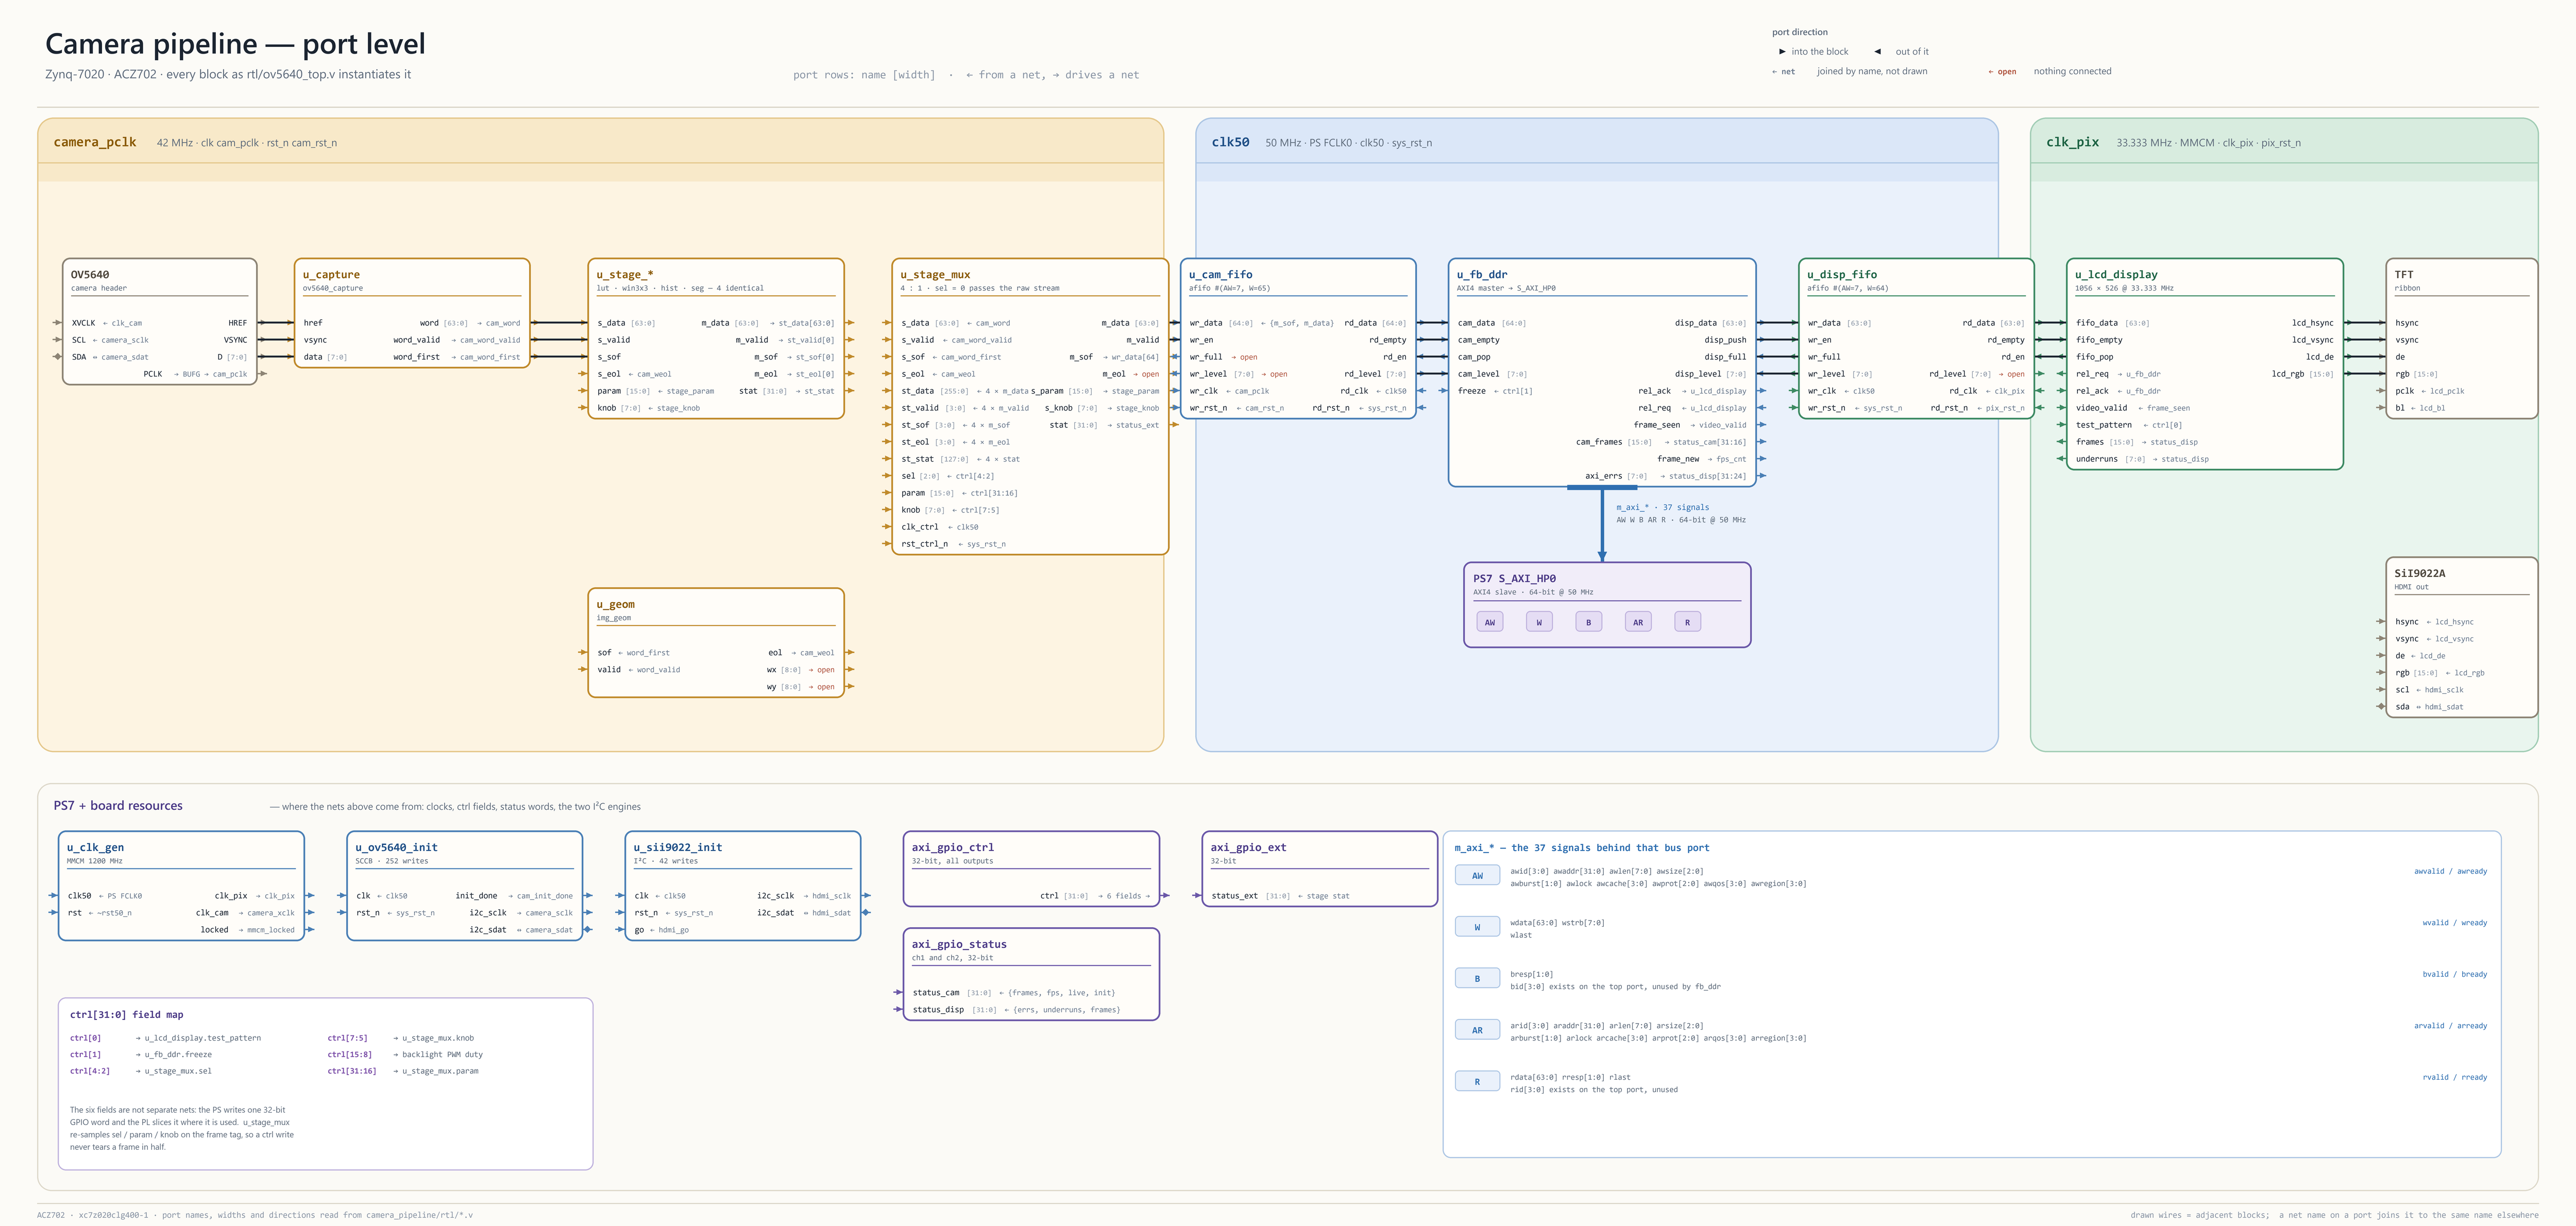 Camera pipeline — port level
Zynq-7020 · ACZ702 · every block as rtl/ov5640_top.v instantiates it
port rows: name [width] · ← from a net, → drives a net
port direction
into the block
out of it
← net joined by name, not drawn
← open nothing connected
camera_pclk 42 MHz · clk cam_pclk · rst_n cam_rst_n
clk50 50 MHz · PS FCLK0 · clk50 · sys_rst_n
clk_pix 33.333 MHz · MMCM · clk_pix · pix_rst_n
OV5640
camera header
XVCLK ← clk_cam HREF
SCL ← camera_sclk VSYNC
SDA ↔ camera_sdat D [7:0]
PCLK → BUFG → cam_pclk
u_capture
ov5640_capture
href word [63:0] → cam_word
vsync word_valid → cam_word_valid
data [7:0] word_first → cam_word_first
u_stage_*
lut · win3x3 · hist · seg — 4 identical
s_data [63:0] m_data [63:0] → st_data[63:0]
s_valid m_valid → st_valid[0]
s_sof m_sof → st_sof[0]
s_eol ← cam_weol m_eol → st_eol[0]
param [15:0] ← stage_param stat [31:0] → st_stat
knob [7:0] ← stage_knob
u_stage_mux
4 : 1 · sel = 0 passes the raw stream
s_data [63:0] ← cam_word m_data [63:0]
s_valid ← cam_word_valid m_valid
s_sof ← cam_word_first m_sof → wr_data[64]
s_eol ← cam_weol m_eol → open
st_data [255:0] ← 4 × m_data s_param [15:0] → stage_param
st_valid [3:0] ← 4 × m_valid s_knob [7:0] → stage_knob
st_sof [3:0] ← 4 × m_sof stat [31:0] → status_ext
st_eol [3:0] ← 4 × m_eol
st_stat [127:0] ← 4 × stat
sel [2:0] ← ctrl[4:2]
param [15:0] ← ctrl[31:16]
knob [7:0] ← ctrl[7:5]
clk_ctrl ← clk50
rst_ctrl_n ← sys_rst_n
u_geom
img_geom
sof ← word_first eol → cam_weol
valid ← word_valid wx [8:0] → open
wy [8:0] → open
u_cam_fifo
afifo #(AW=7, W=65)
wr_data [64:0] ← {m_sof, m_data} rd_data [64:0]
wr_en rd_empty
wr_full → open rd_en
wr_level [7:0] → open rd_level [7:0]
wr_clk ← cam_pclk rd_clk ← clk50
wr_rst_n ← cam_rst_n rd_rst_n ← sys_rst_n
u_fb_ddr
AXI4 master → S_AXI_HP0
cam_data [64:0] disp_data [63:0]
cam_empty disp_push
cam_pop disp_full
cam_level [7:0] disp_level [7:0]
freeze ← ctrl[1] rel_ack → u_lcd_display
rel_req ← u_lcd_display
frame_seen → video_valid
cam_frames [15:0] → status_cam[31:16]
frame_new → fps_cnt
axi_errs [7:0] → status_disp[31:24]
m_axi_* · 37 signals
AW W B AR R · 64-bit @ 50 MHz
PS7 S_AXI_HP0
AXI4 slave · 64-bit @ 50 MHz
AW W B AR R
u_disp_fifo
afifo #(AW=7, W=64)
wr_data [63:0] rd_data [63:0]
wr_en rd_empty
wr_full rd_en
wr_level [7:0] rd_level [7:0] → open
wr_clk ← clk50 rd_clk ← clk_pix
wr_rst_n ← sys_rst_n rd_rst_n ← pix_rst_n
u_lcd_display
1056 × 526 @ 33.333 MHz
fifo_data [63:0] lcd_hsync
fifo_empty lcd_vsync
fifo_pop lcd_de
rel_req → u_fb_ddr lcd_rgb [15:0]
rel_ack ← u_fb_ddr
video_valid ← frame_seen
test_pattern ← ctrl[0]
frames [15:0] → status_disp
underruns [7:0] → status_disp
TFT
ribbon
hsync
vsync
de
rgb [15:0]
pclk ← lcd_pclk
bl ← lcd_bl
SiI9022A
HDMI out
hsync ← lcd_hsync
vsync ← lcd_vsync
de ← lcd_de
rgb [15:0] ← lcd_rgb
scl ← hdmi_sclk
sda ↔ hdmi_sdat
PS7 + board resources — where the nets above come from: clocks, ctrl fields, status words, the two I²C engines
u_clk_gen
MMCM 1200 MHz
clk50 ← PS FCLK0 clk_pix → clk_pix
rst ← ~rst50_n clk_cam → camera_xclk
locked → mmcm_locked
u_ov5640_init
SCCB · 252 writes
clk ← clk50 init_done → cam_init_done
rst_n ← sys_rst_n i2c_sclk → camera_sclk
i2c_sdat ↔ camera_sdat
u_sii9022_init
I²C · 42 writes
clk ← clk50 i2c_sclk → hdmi_sclk
rst_n ← sys_rst_n i2c_sdat ↔ hdmi_sdat
go ← hdmi_go
axi_gpio_ctrl
32-bit, all outputs
ctrl [31:0] → 6 fields →
axi_gpio_ext
32-bit
status_ext [31:0] ← stage stat
axi_gpio_status
ch1 and ch2, 32-bit
status_cam [31:0] ← {frames, fps, live, init}
status_disp [31:0] ← {errs, underruns, frames}
ctrl[31:0] field map
ctrl[0] → u_lcd_display.test_pattern ctrl[7:5] → u_stage_mux.knob
ctrl[1] → u_fb_ddr.freeze ctrl[15:8] → backlight PWM duty
ctrl[4:2] → u_stage_mux.sel ctrl[31:16] → u_stage_mux.param
The six fields are not separate nets: the PS writes one 32-bit
GPIO word and the PL slices it where it is used. u_stage_mux
re-samples sel / param / knob on the frame tag, so a ctrl write
never tears a frame in half.
m_axi_* — the 37 signals behind that bus port
AW awid[3:0] awaddr[31:0] awlen[7:0] awsize[2:0] awvalid / awready
awburst[1:0] awlock awcache[3:0] awprot[2:0] awqos[3:0] awregion[3:0]
W wdata[63:0] wstrb[7:0] wvalid / wready
wlast
B bresp[1:0] bvalid / bready
bid[3:0] exists on the top port, unused by fb_ddr
AR arid[3:0] araddr[31:0] arlen[7:0] arsize[2:0] arvalid / arready
arburst[1:0] arlock arcache[3:0] arprot[2:0] arqos[3:0] arregion[3:0]
R rdata[63:0] rresp[1:0] rlast rvalid / rready
rid[3:0] exists on the top port, unused
ACZ702 · xc7z020clg400-1 · port names, widths and directions read from camera_pipeline/rtl/*.v
drawn wires = adjacent blocks; a net name on a port joins it to the same name elsewhere